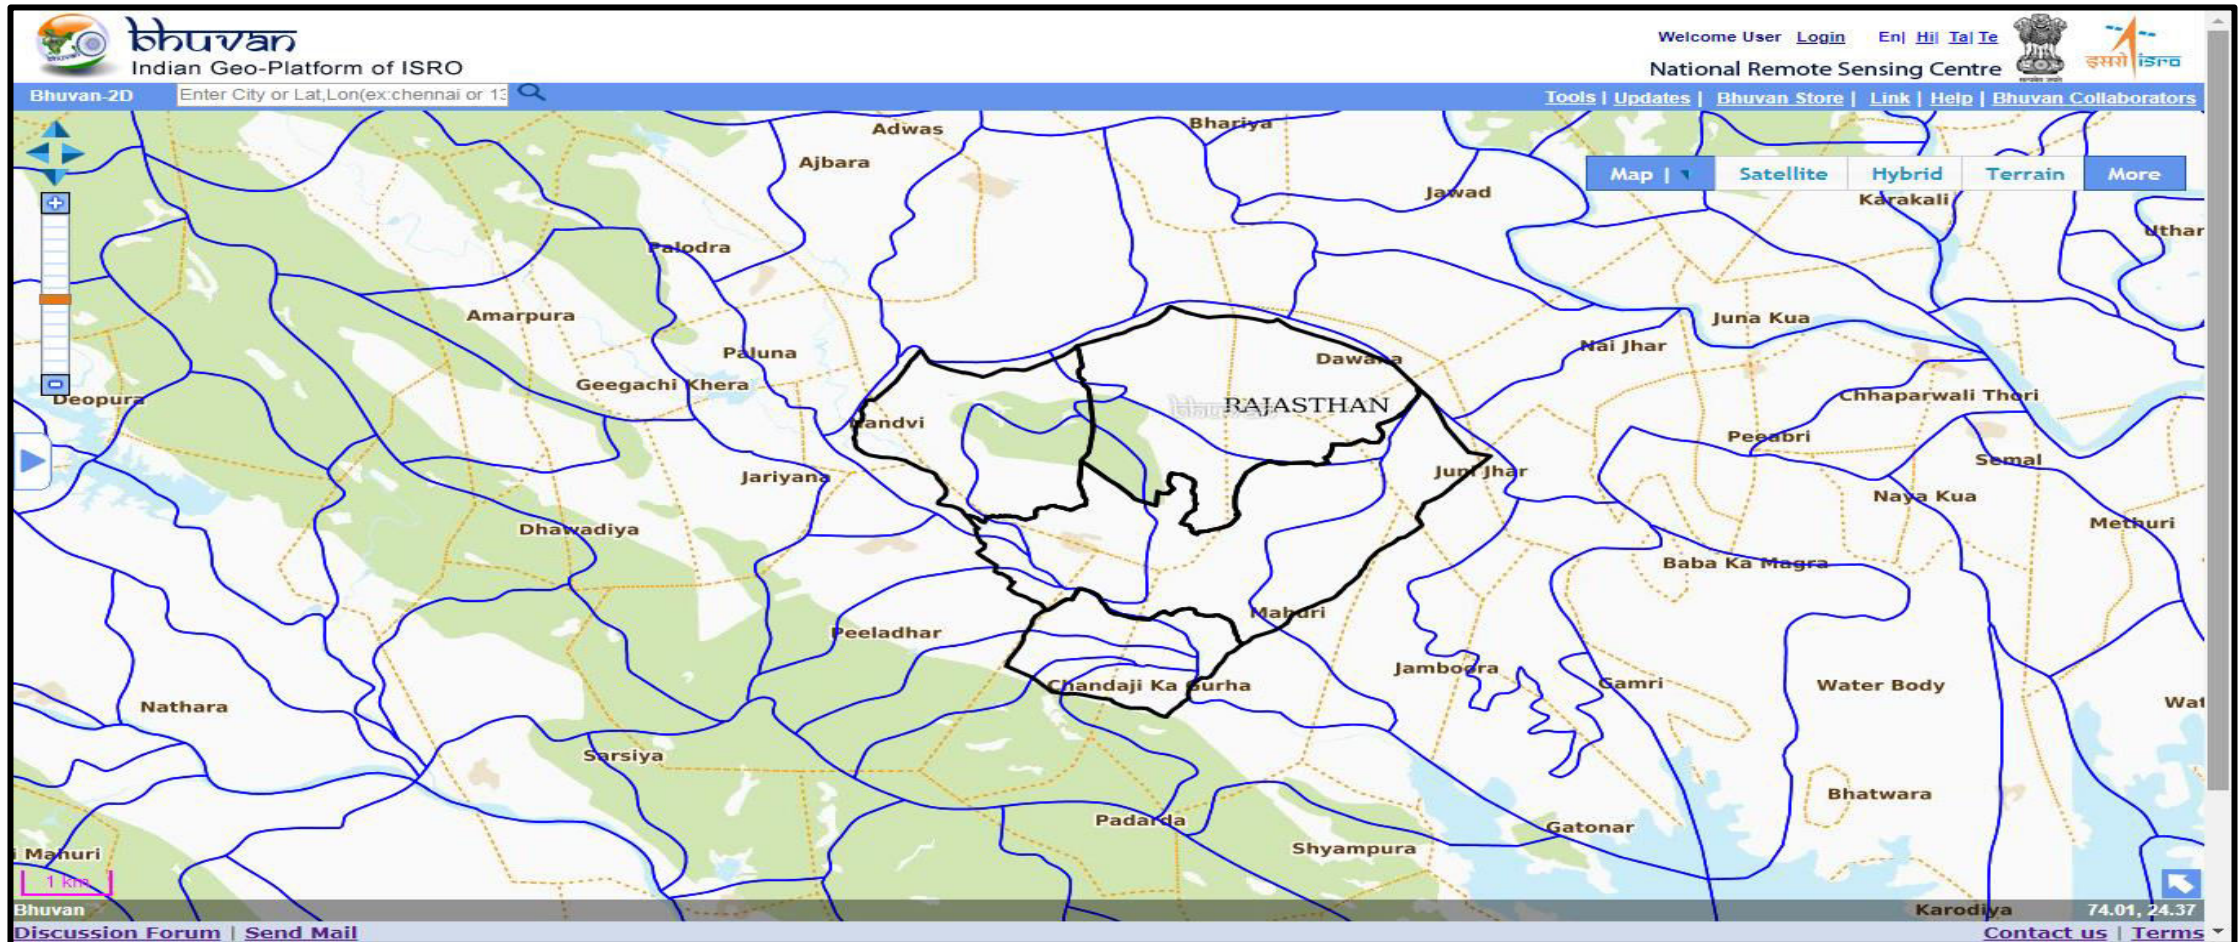 bhuvan
Indian Geo-Platform of ISRO
Welcome User Login En| Hi| Ta| Te
National Remote Sensing Centre
इसरो isro
Bhuvan-2D
Enter City or Lat,Lon(ex:chennai or 13
Tools | Updates | Bhuvan Store | Link | Help | Bhuvan Collaborators
Adwas
Bhariya
Ajbara
Map |
Satellite
Hybrid
Terrain
More
Jawad
Karakali
Uthar
Palodra
Amarpura
Juna Kua
Paluna
Dawana
Nai Jhar
Geegachi Khera
Deopura
RAJASTHAN
bhuvan
Chhaparwali Thori
andvi
Peeabri
Jariyana
Juni Jhar
Semal
Naya Kua
Dhawadiya
Methuri
Baba Ka Magra
Mahuri
Peeladhar
Jamboora
Chandaji Ka Gurha
Gamri
Water Body
Nathara
Wat
Sarsiya
Bhatwara
Padarda
Gatonar
Shyampura
i Mahuri
1 km
Bhuvan
Karodiya
74.01, 24.37
Discussion Forum | Send Mail
Contact us | Terms